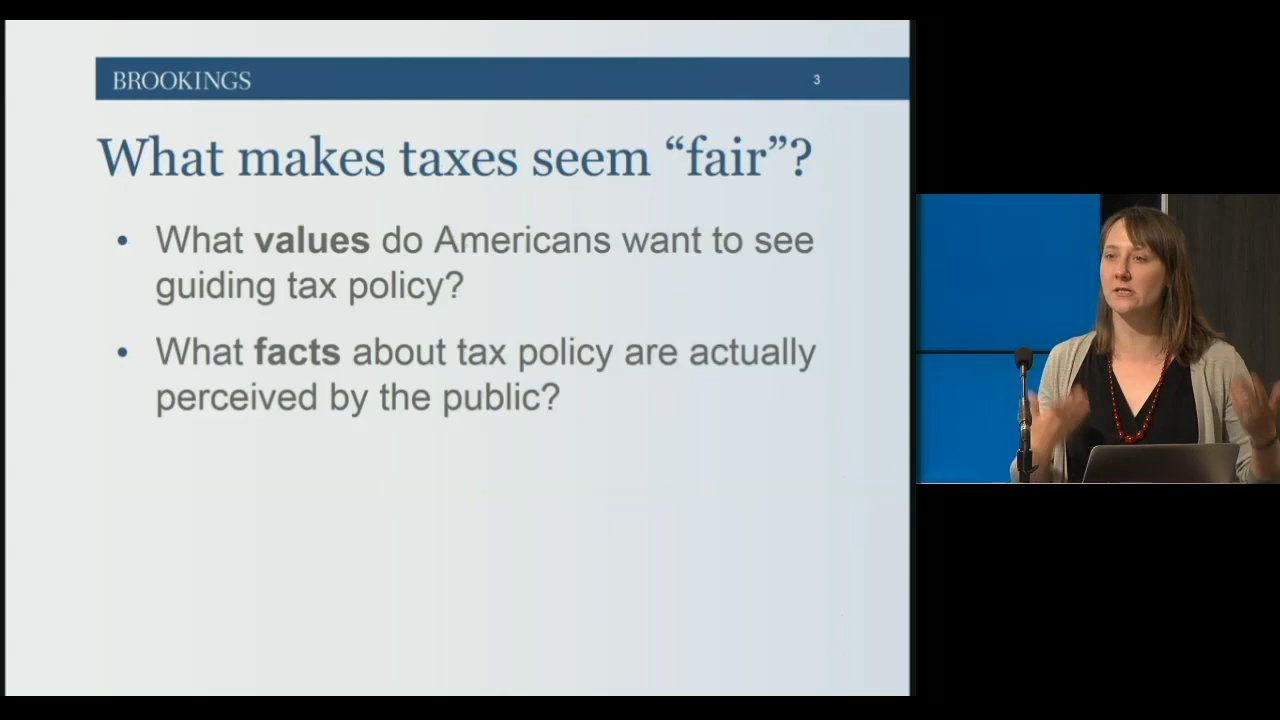 BROOKINGS
3
What makes taxes seem “fair”?
• What values do Americans want to see
guiding tax policy?
• What facts about tax policy are actually
perceived by the public?